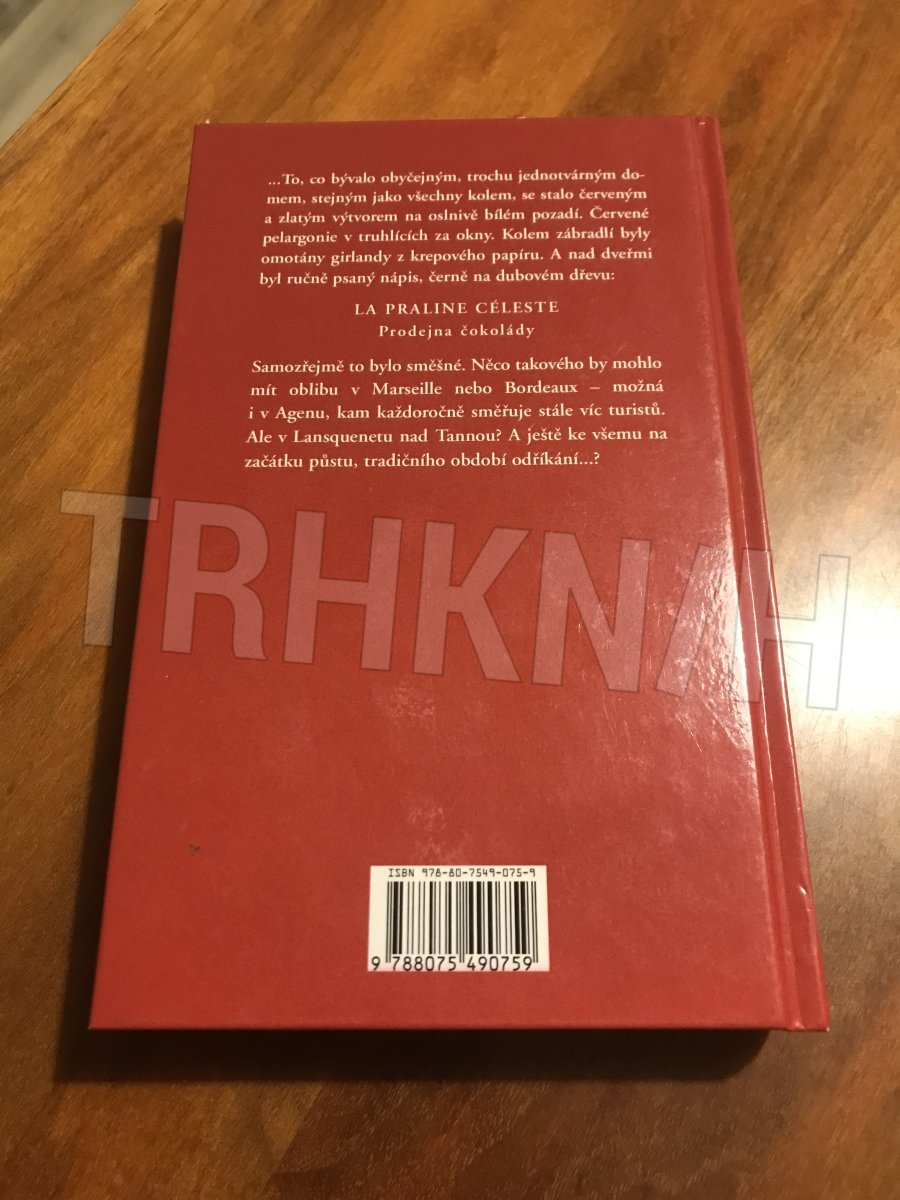 ...To, co bývalo obyčejným, trochu jednotvárným do-
mem, stejným jako všechny kolem, se stalo červeným
a zlatým výtvorem na oslnivě bílém pozadí. Červené
pelargonie v truhlících za okny. Kolem zábradlí byly
omotány girlandy z krepového papíru. A nad dveřmi
byl ručně psaný nápis, černě na dubovém dřevu:
LA PRALINE CÉLESTE
Prodejna čokolády
Samozřejmě to bylo směšné. Něco takového by mohlo
mít oblibu v Marseille nebo Bordeaux – možná
i v Agenu, kam každoročně směřuje stále víc turistů.
Ale v Lansquenetu nad Tannou? A ještě ke všemu na
začátku půstu, tradičního období odříkání...?
TRHKNIH
ISBN 978-80-7549-075-9
9 788075 490759